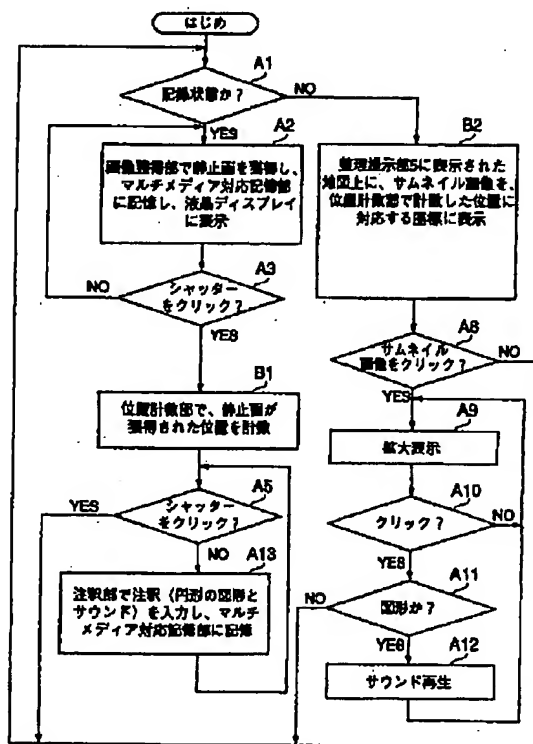 はじめ
A1
記録状態か?
NO
YES
A2
画像獲得部で静止画を獲得し、
マルチメディア対応記憶部
に記憶し、液晶ディスプレイ
に表示
A3
シャッター
をクリック?
NO
YES
B1
位置計数部で、静止画が
獲得された位置を計数
A5
シャッター
をクリック?
YES
NO
A13
注釈部で注釈(円形の図形と
サウンド)を入力し、マルチ
メディア対応記憶部に記憶
B2
整理提示部5に表示された
地図上に、サムネイル画像を、
位置計数部で計数した位置に
対応する座標に表示
A8
サムネイル
画像をクリック?
NO
YES
A9
拡大表示
A10
クリック?
NO
YES
A11
図形か?
NO
YES
A12
サウンド再生